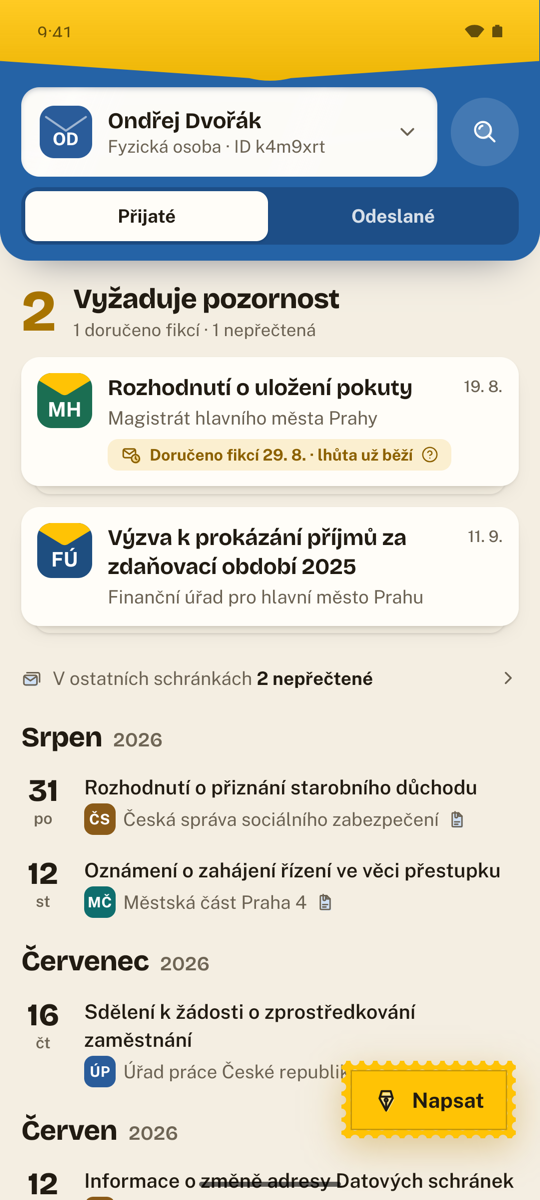 9:41
OD
Ondřej Dvořák
Fyzická osoba · ID k4m9xrt
Přijaté
Odeslané
2
Vyžaduje pozornost
1 doručeno fikcí · 1 nepřečtená
MH
Rozhodnutí o uložení pokuty
19. 8.
Magistrát hlavního města Prahy
Doručeno fikcí 29. 8. · lhůta už běží
FÚ
Výzva k prokázání příjmů za
11. 9.
zdaňovací období 2025
Finanční úřad pro hlavní město Prahu
V ostatních schránkách 2 nepřečtené
Srpen 2026
31
po
Rozhodnutí o přiznání starobního důchodu
ČS
Česká správa sociálního zabezpečení
12
st
Oznámení o zahájení řízení ve věci přestupku
MČ
Městská část Praha 4
Červenec 2026
16
čt
Sdělení k žádosti o zprostředkování
zaměstnání
ÚP
Úřad práce České republik
Napsat
Červen 2026
12
Informace o změně adresy Datových schránek